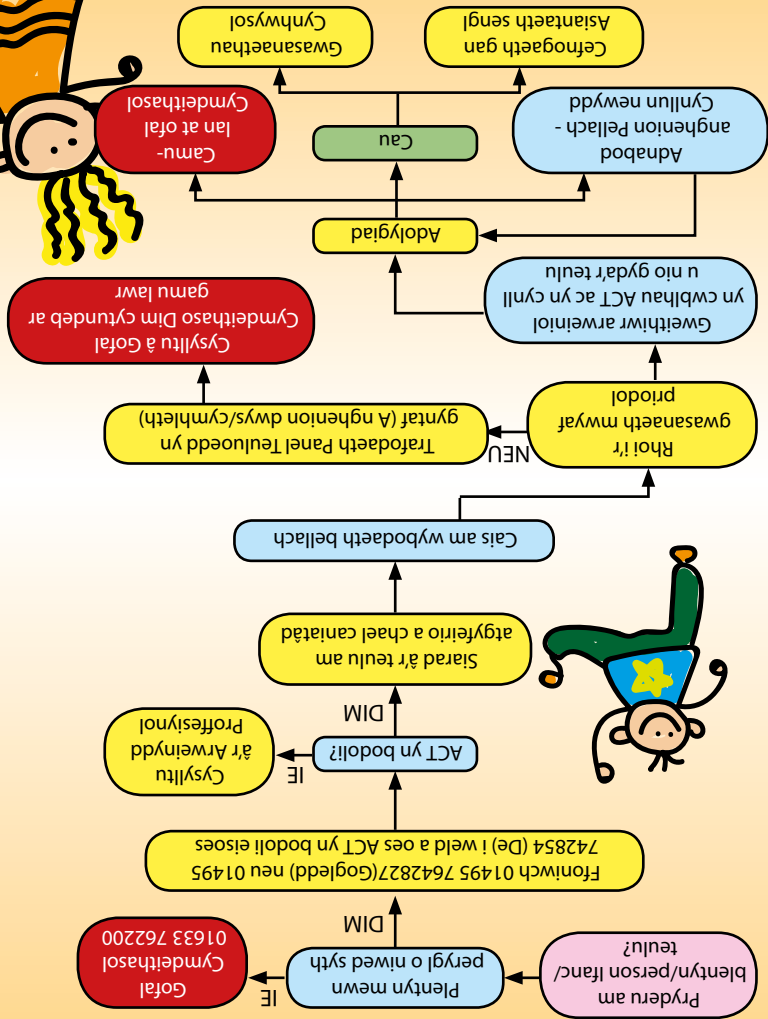 Pryderu am
blentyn/person ifanc/
teulu?
Plentyn mewn
perygl o niwed syth
IE
Gofal
Cymdeithasol
01633 762200
DIM
Ffoniwch 01495 7642827(Gogledd) neu 01495
742854 (De) i weld a oes ACT yn bodoli eisoes
ACT yn bodoli?
IE
Cysylltu
â'r Arweinydd
Proffesiynol
DIM
Siarad â'r teulu am
atgyfeirio a chael caniatâd
Cais am wybodaeth bellach
Rhoi i'r
gwasanaeth mwyaf
priodol
NEU
Trafodaeth Panel Teuluoedd yn
gyntaf (A nghenion dwys/cymhleth)
Gweithiwr arweiniol
yn cwblhau ACT ac yn cynll
u nio gyda'r teulu
Cysylltu â Gofal
Cymdeithaso Dim cytundeb ar
gamu lawr
Adolygiad
Adnabod
anghenion Pellach -
Cynllun newydd
Cau
Camu-
lan at ofal
Cymdeithasol
Cefnogaeth gan
Asiantaeth sengl
Gwasanaethau
Cynhwysol